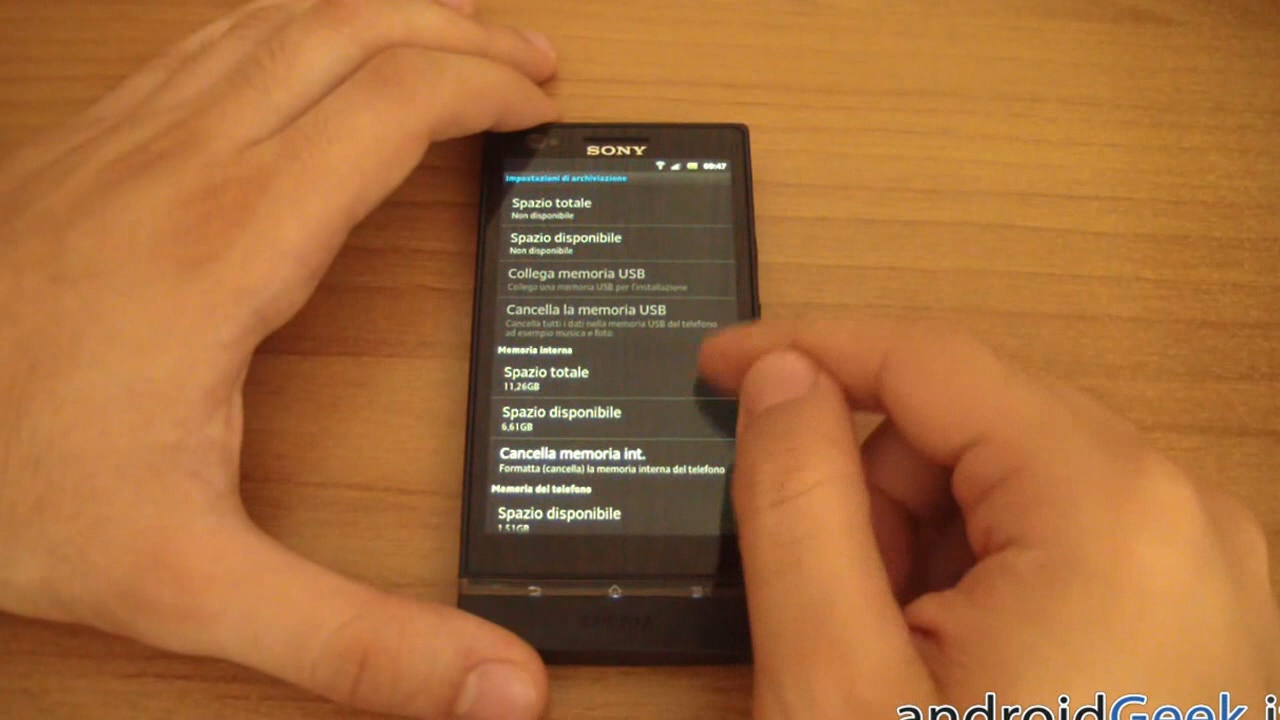 SONY
09:47
Impostazioni di archiviazione
Spazio totale
Non disponibile
Spazio disponibile
Non disponibile
Collega memoria USB
Collega una memoria USB per l'installazione
Cancella la memoria USB
Cancella tutti i dati nella memoria USB del telefono
ad esempio musica e foto.
Memoria interna
Spazio totale
11,26GB
Spazio disponibile
6,61GB
Cancella memoria int.
Formatta (cancella) la memoria interna del telefono
Memoria del telefono
Spazio disponibile
1,51GB
XPERIA
androidGeek.i